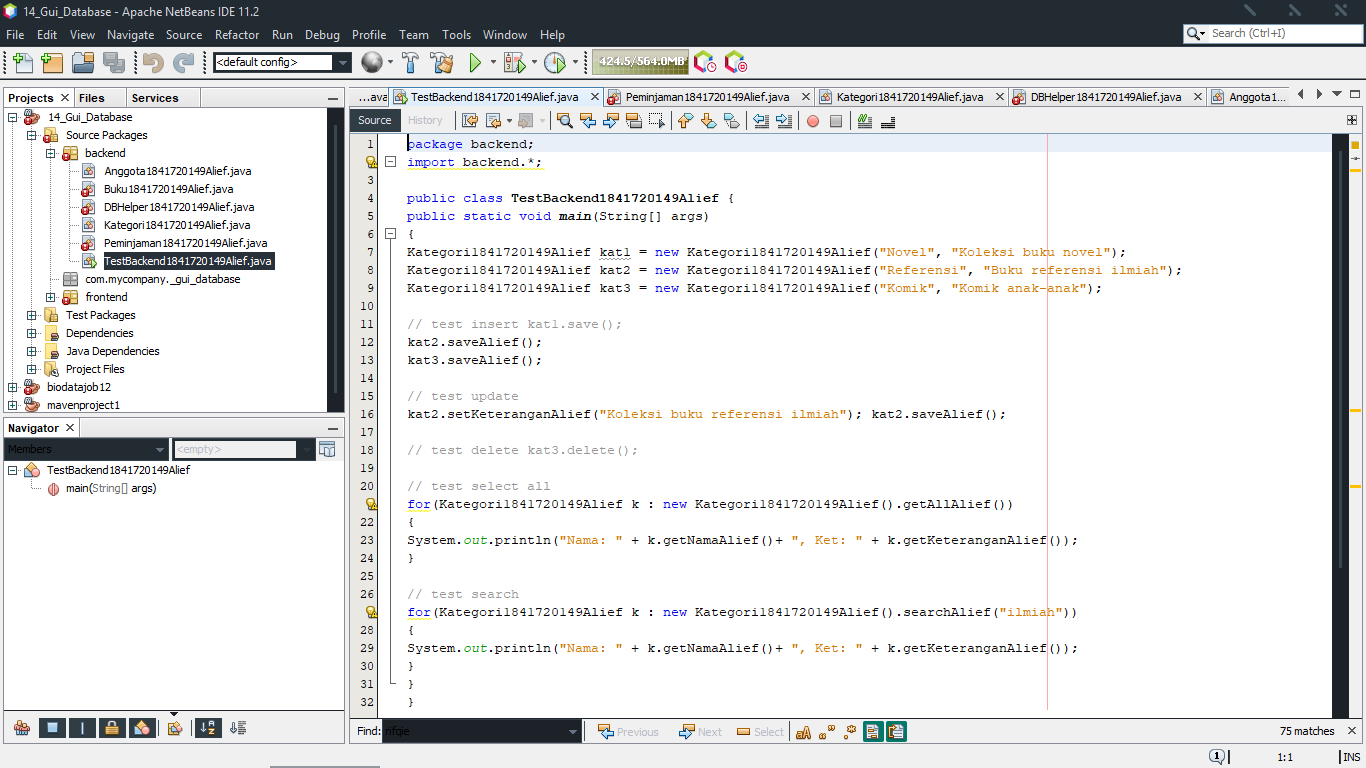 14_Gui_Database - Apache NetBeans IDE 11.2
File Edit View Navigate Source Refactor Run Debug Profile Team Tools Window Help
Search (Ctrl+I)
<default config>
424.5/564.0MB
Projects Files Services
14_Gui_Database
Source Packages
backend
Anggota1841720149Alief.java
Buku1841720149Alief.java
DBHelper1841720149Alief.java
Kategori1841720149Alief.java
Peminjaman1841720149Alief.java
TestBackend1841720149Alief.java
com.mycompany._gui_database
frontend
Test Packages
Dependencies
Java Dependencies
Project Files
biodatajob12
mavenproject1
Navigator
Members
<empty>
TestBackend1841720149Alief
main(String[] args)
...ava TestBackend1841720149Alief.java Peminjaman1841720149Alief.java Kategori1841720149Alief.java DBHelper1841720149Alief.java Anggota1...
Source History
1 package backend;
import backend.*;
3
4 public class TestBackend1841720149Alief {
5 public static void main(String[] args)
6 {
7 Kategori1841720149Alief kat1 = new Kategori1841720149Alief("Novel", "Koleksi buku novel");
8 Kategori1841720149Alief kat2 = new Kategori1841720149Alief("Referensi", "Buku referensi ilmiah");
9 Kategori1841720149Alief kat3 = new Kategori1841720149Alief("Komik", "Komik anak-anak");
10
11 // test insert kat1.save();
12 kat2.saveAlief();
13 kat3.saveAlief();
14
15 // test update
16 kat2.setKeteranganAlief("Koleksi buku referensi ilmiah"); kat2.saveAlief();
17
18 // test delete kat3.delete();
19
20 // test select all
for(Kategori1841720149Alief k : new Kategori1841720149Alief().getAllAlief())
22 {
23 System.out.println("Nama: " + k.getNamaAlief()+ ", Ket: " + k.getKeteranganAlief());
24 }
25
26 // test search
for(Kategori1841720149Alief k : new Kategori1841720149Alief().searchAlief("ilmiah"))
28 {
29 System.out.println("Nama: " + k.getNamaAlief()+ ", Ket: " + k.getKeteranganAlief());
30 }
31 }
32 }
Find: nfqie Previous Next Select 75 matches
1 1:1 INS